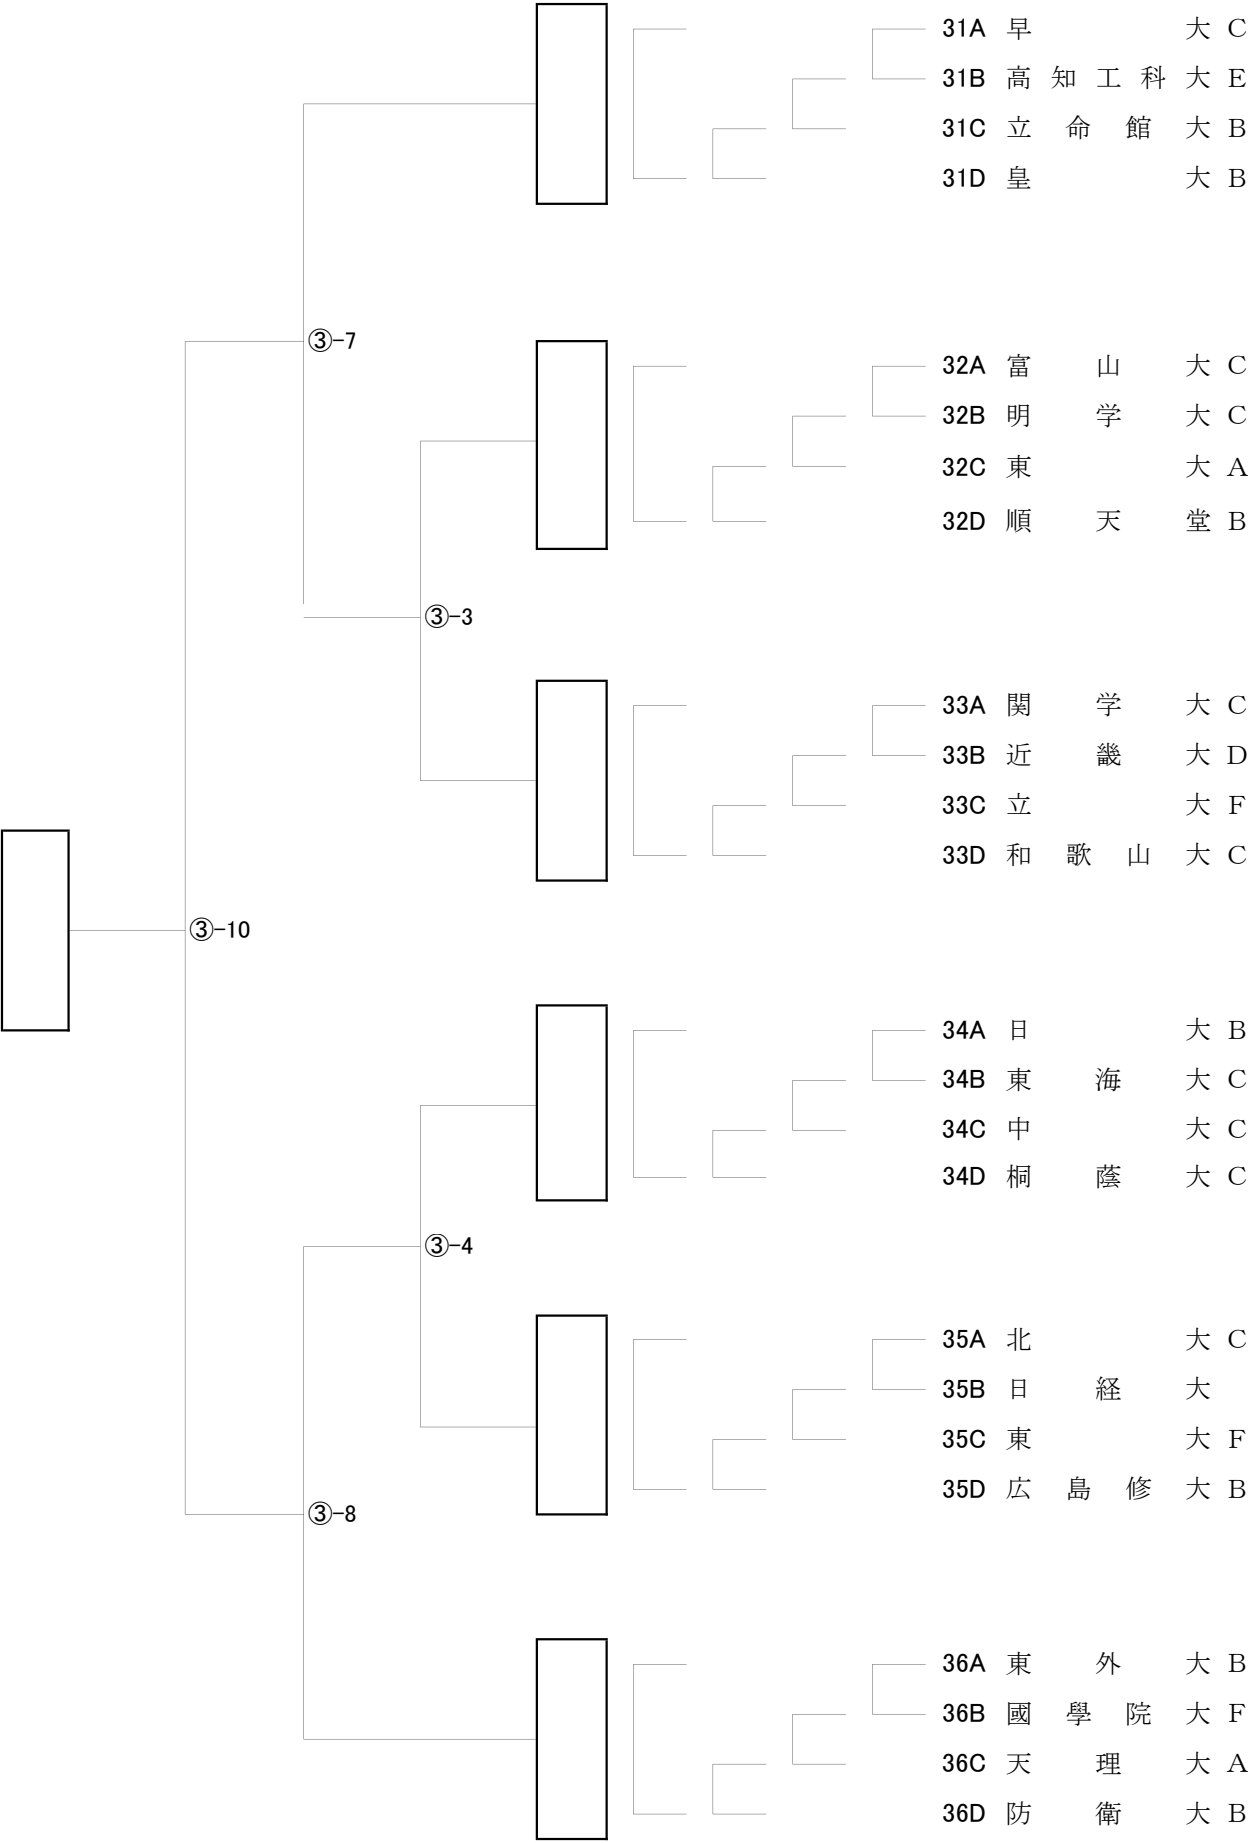 31A 早大 C
31B 高知工科大 E
31C 立命館大 B
31D 皇大 B
③-7
32A 富山大 C
32B 明学大 C
32C 東大 A
32D 順天堂 B
③-3
33A 関学大 C
33B 近畿大 D
33C 立大 F
33D 和歌山大 C
③-10
34A 日大 B
34B 東海大 C
34C 中大 C
34D 桐蔭大 C
③-4
35A 北大 C
35B 日経大
35C 東大 F
35D 広島修大 B
③-8
36A 東外大 B
36B 國學院大 F
36C 天理大 A
36D 防衛大 B